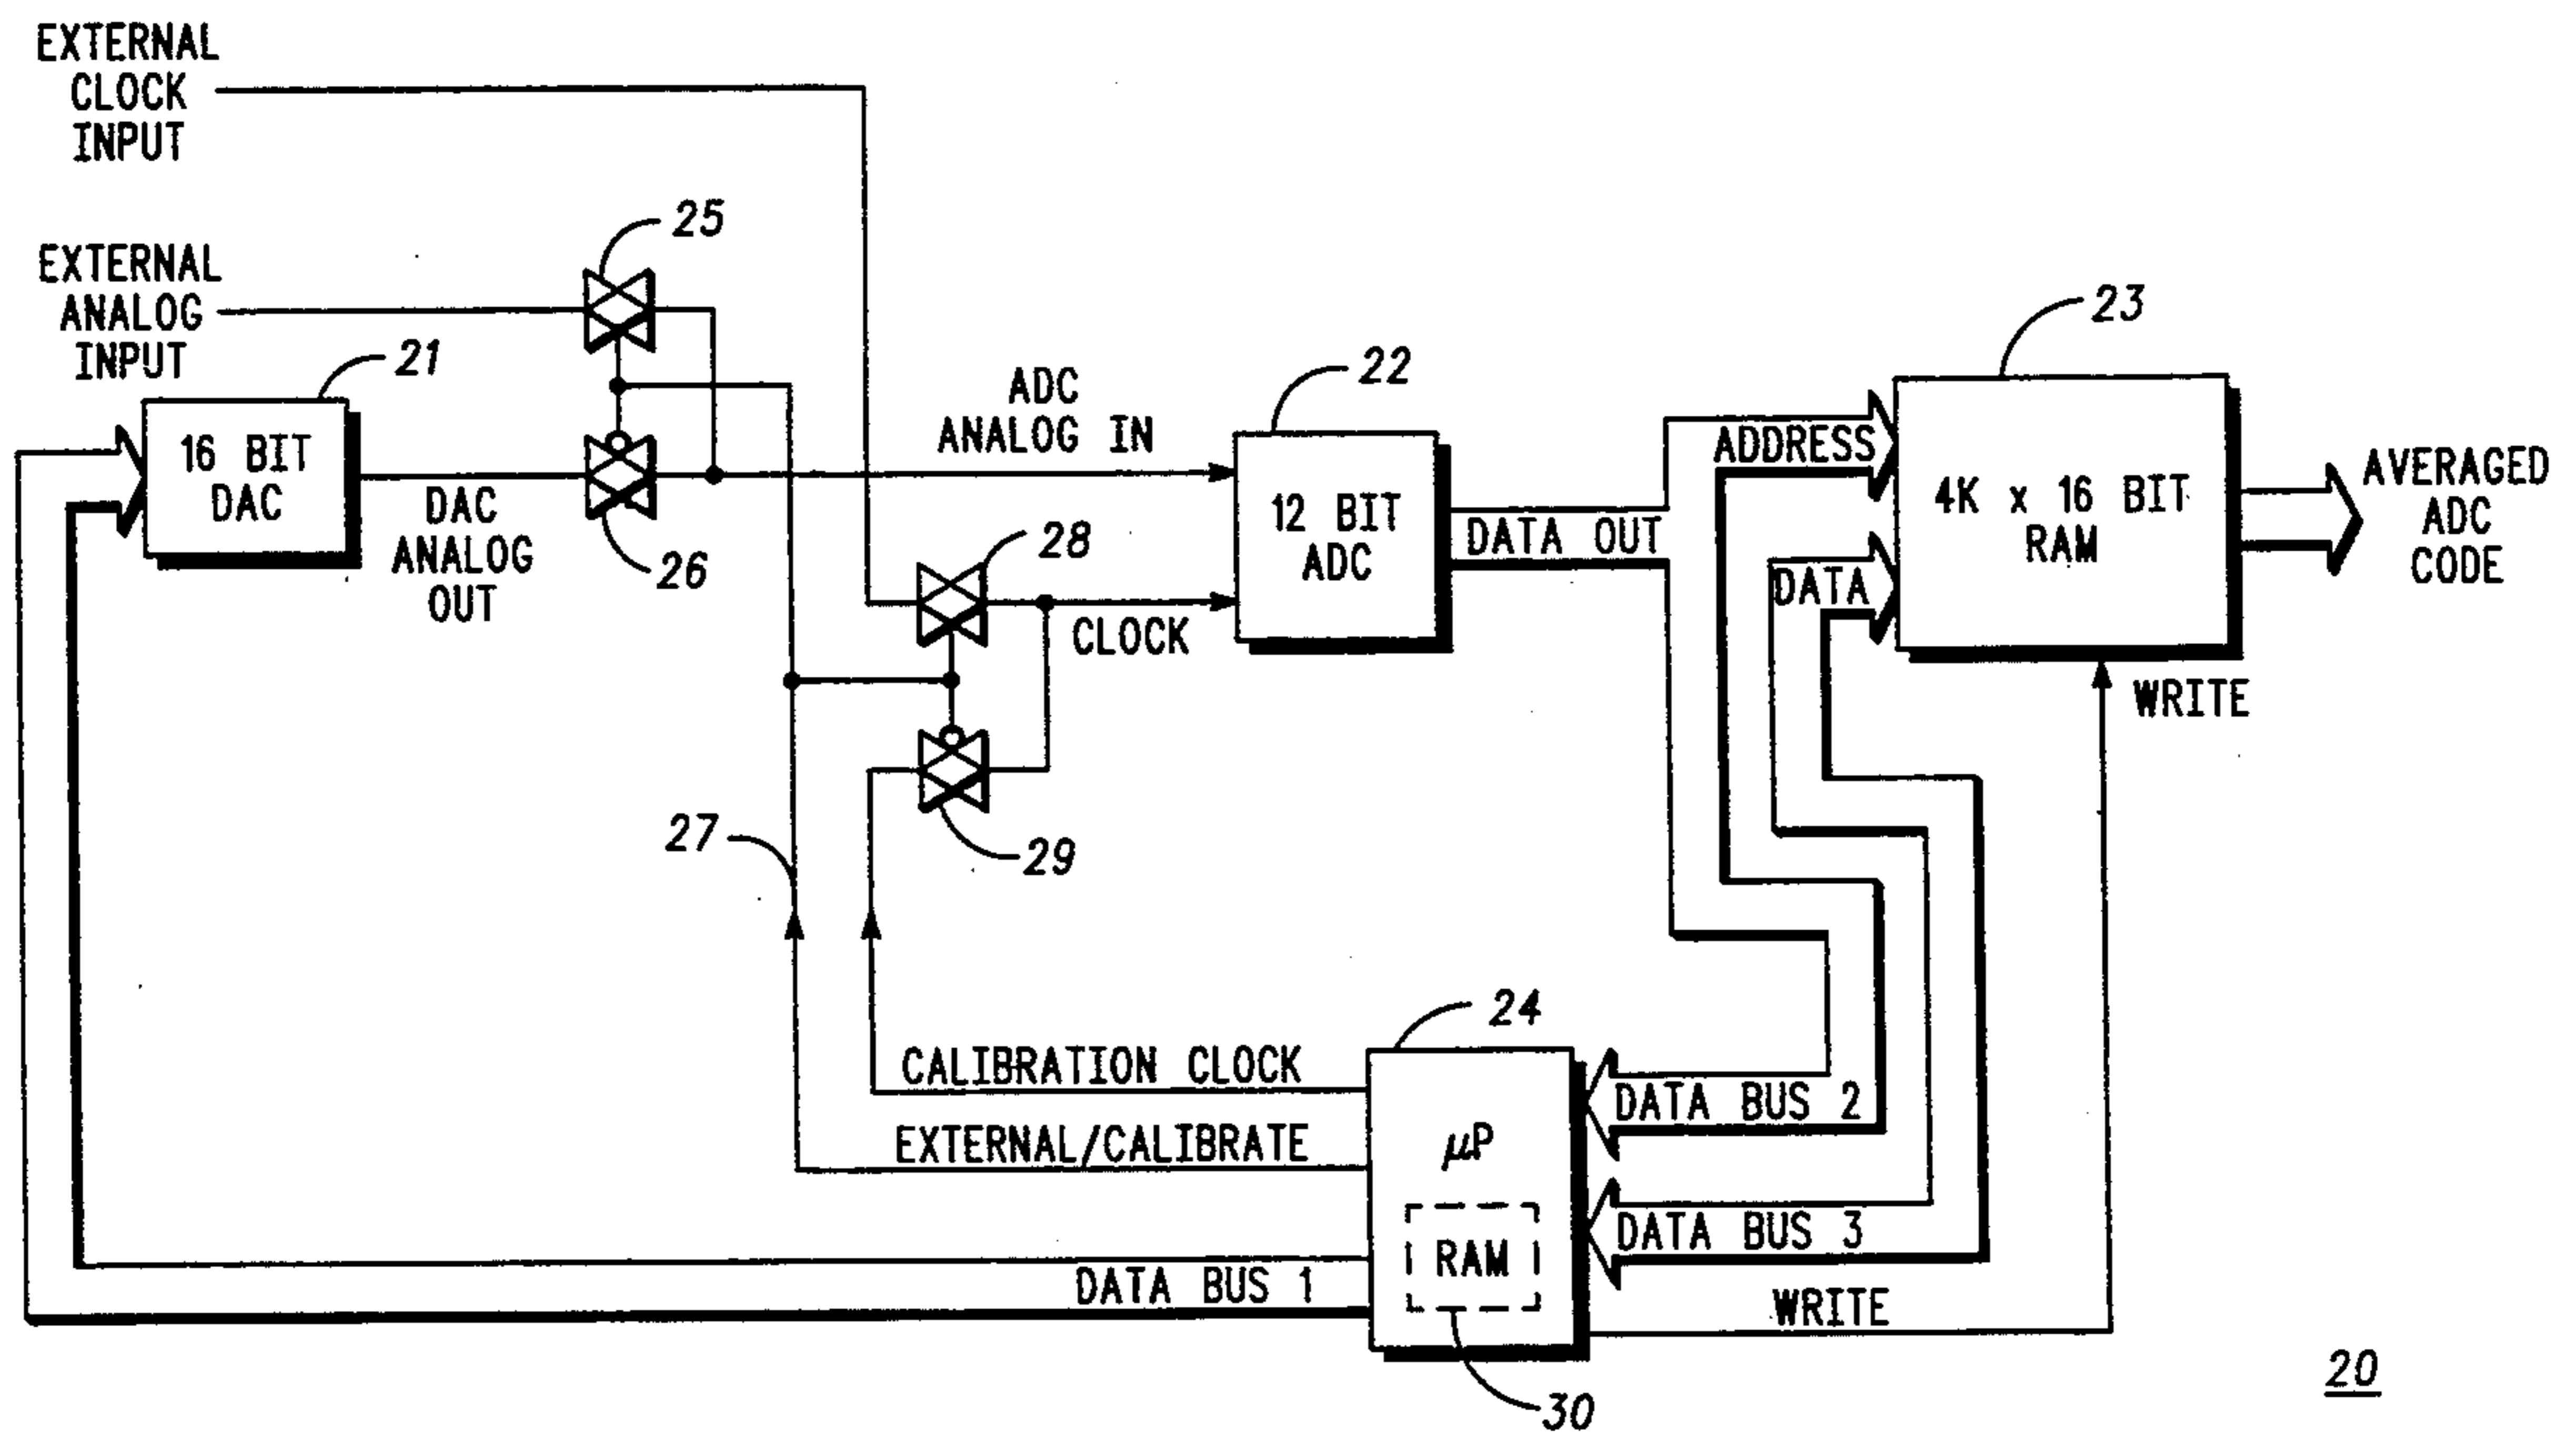 EXTERNAL
CLOCK
INPUT
25
EXTERNAL
ANALOG
INPUT
21
23
22
16 BIT
DAC
DAC
ANALOG
OUT
26
ADC
ANALOG IN
28
CLOCK
12 BIT
ADC
DATA OUT
ADDRESS
DATA
4K x 16 BIT
RAM
AVERAGED
ADC
CODE
WRITE
27
29
24
CALIBRATION CLOCK
EXTERNAL/CALIBRATE
DATA BUS 1
μP
RAM
30
DATA BUS 2
DATA BUS 3
WRITE
20